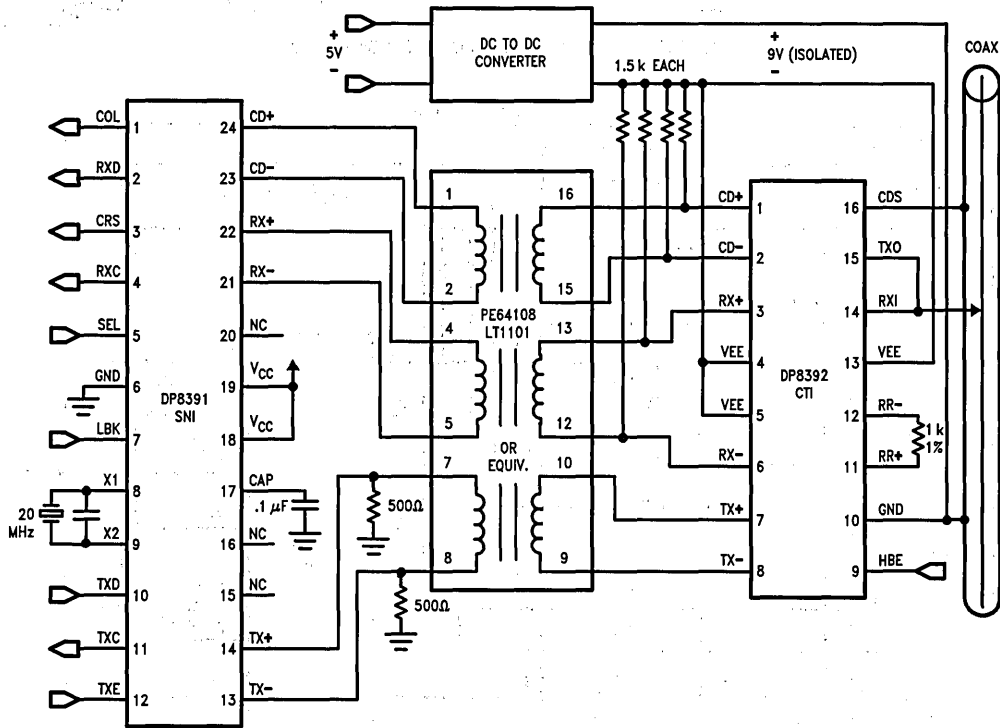 +
5V
-
DC TO DC
CONVERTER
+
9V (ISOLATED)
-
COAX
1.5 k EACH
COL
1
24
CD+
RXD
2
23
CD-
CRS
3
22
RX+
RXC
4
21
RX-
SEL
5
20
NC
GND
6
19
VCC
LBK
7
18
VCC
X1
8
17
CAP
.1 µF
20
MHz
X2
9
16
NC
TXD
10
15
NC
TXC
11
14
TX+
TXE
12
13
TX-
DP8391
SNI
500Ω
500Ω
1
16
2
15
PE64108
LT1101
4
13
5
12
OR
EQUIV.
7
10
8
9
CD+
1
16
CDS
CD-
2
15
TXO
RX+
3
14
RXI
VEE
4
13
VEE
DP8392
CTI
VEE
5
12
RR-
1 k
1%
RX-
6
11
RR+
TX+
7
10
GND
TX-
8
9
HBE